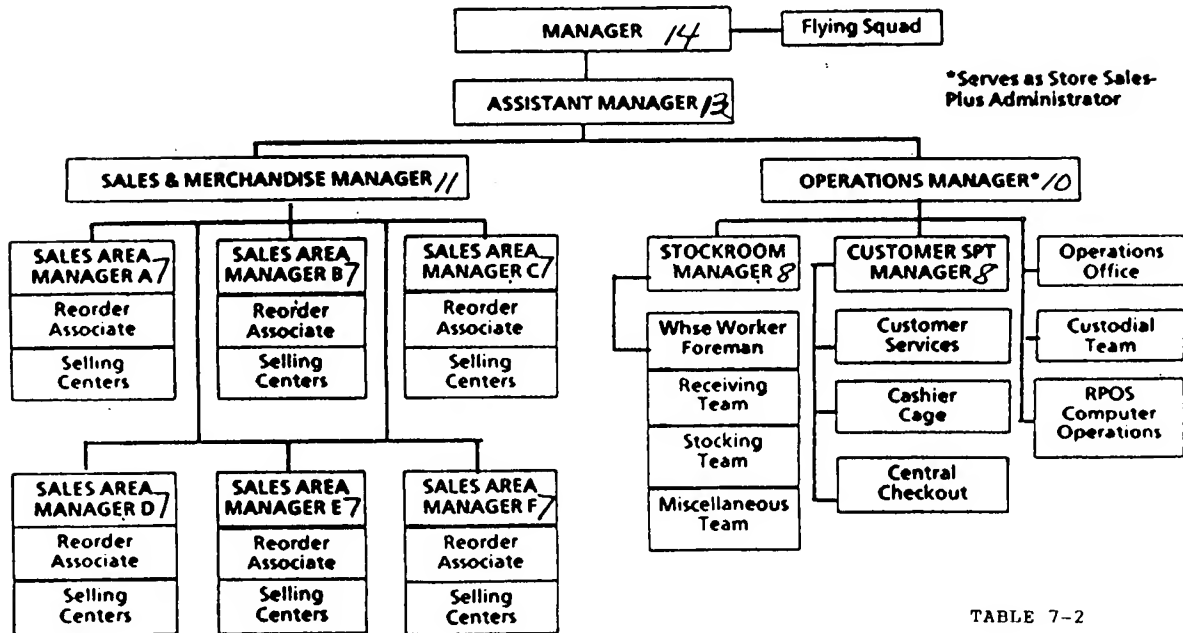 MANAGER 14
Flying Squad
*Serves as Store Sales-
Plus Administrator
ASSISTANT MANAGER 13
SALES & MERCHANDISE MANAGER 11
OPERATIONS MANAGER* 10
SALES AREA
MANAGER A 7
Reorder
Associate
Selling
Centers
SALES AREA
MANAGER B 7
Reorder
Associate
Selling
Centers
SALES AREA
MANAGER C 7
Reorder
Associate
Selling
Centers
STOCKROOM
MANAGER 8
Whse Worker
Foreman
Receiving
Team
Stocking
Team
Miscellaneous
Team
CUSTOMER SPT
MANAGER 8
Customer
Services
Cashier
Cage
Central
Checkout
Operations
Office
Custodial
Team
RPOS
Computer
Operations
SALES AREA
MANAGER D 7
Reorder
Associate
Selling
Centers
SALES AREA
MANAGER E 7
Reorder
Associate
Selling
Centers
SALES AREA
MANAGER F 7
Reorder
Associate
Selling
Centers
TABLE 7-2